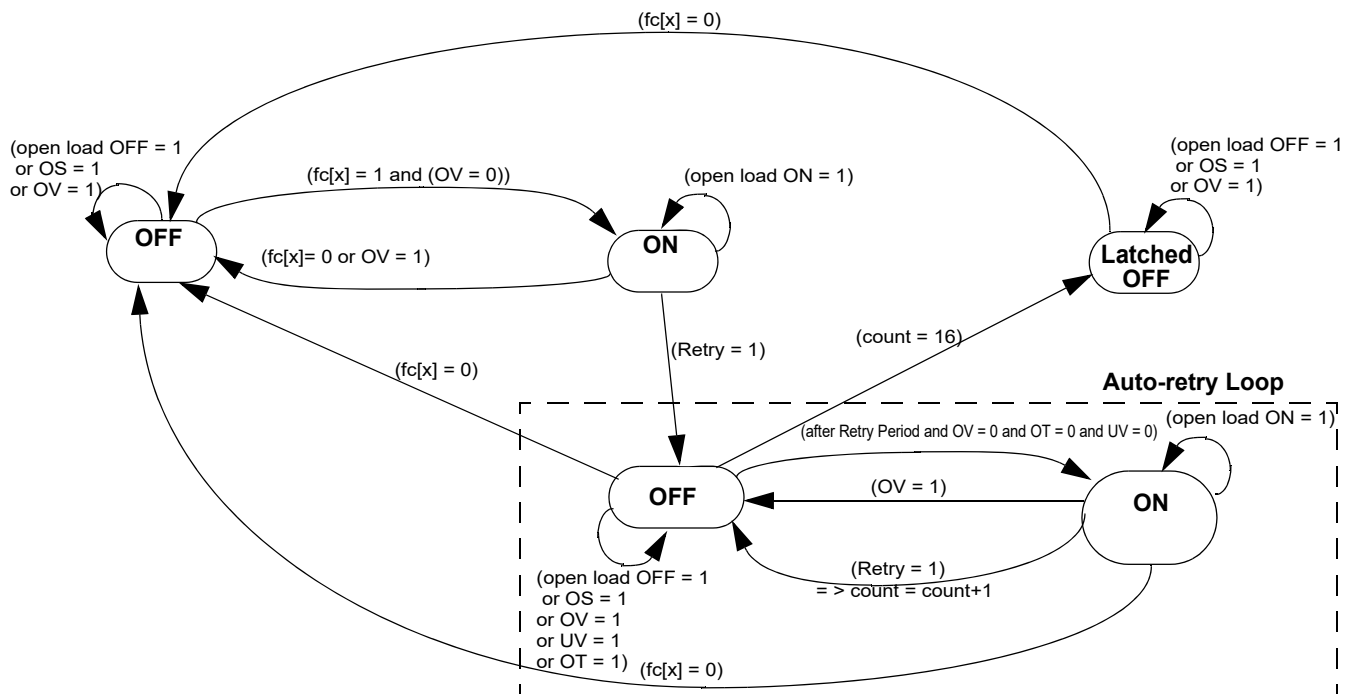 (fc[x] = 0)
(open load OFF = 1
or OS = 1
or OV = 1)
(fc[x] = 1 and (OV = 0))
(open load ON = 1)
(open load OFF = 1
or OS = 1
or OV = 1)
OFF
ON
Latched
OFF
(fc[x]= 0 or OV = 1)
(Retry = 1)
(count = 16)
(fc[x] = 0)
Auto-retry Loop
(open load ON = 1)
(after Retry Period and OV = 0 and OT = 0 and UV = 0)
OFF
(OV = 1)
ON
(Retry = 1)
= > count = count+1
(open load OFF = 1
or OS = 1
or OV = 1
or UV = 1
or OT = 1)
(fc[x] = 0)